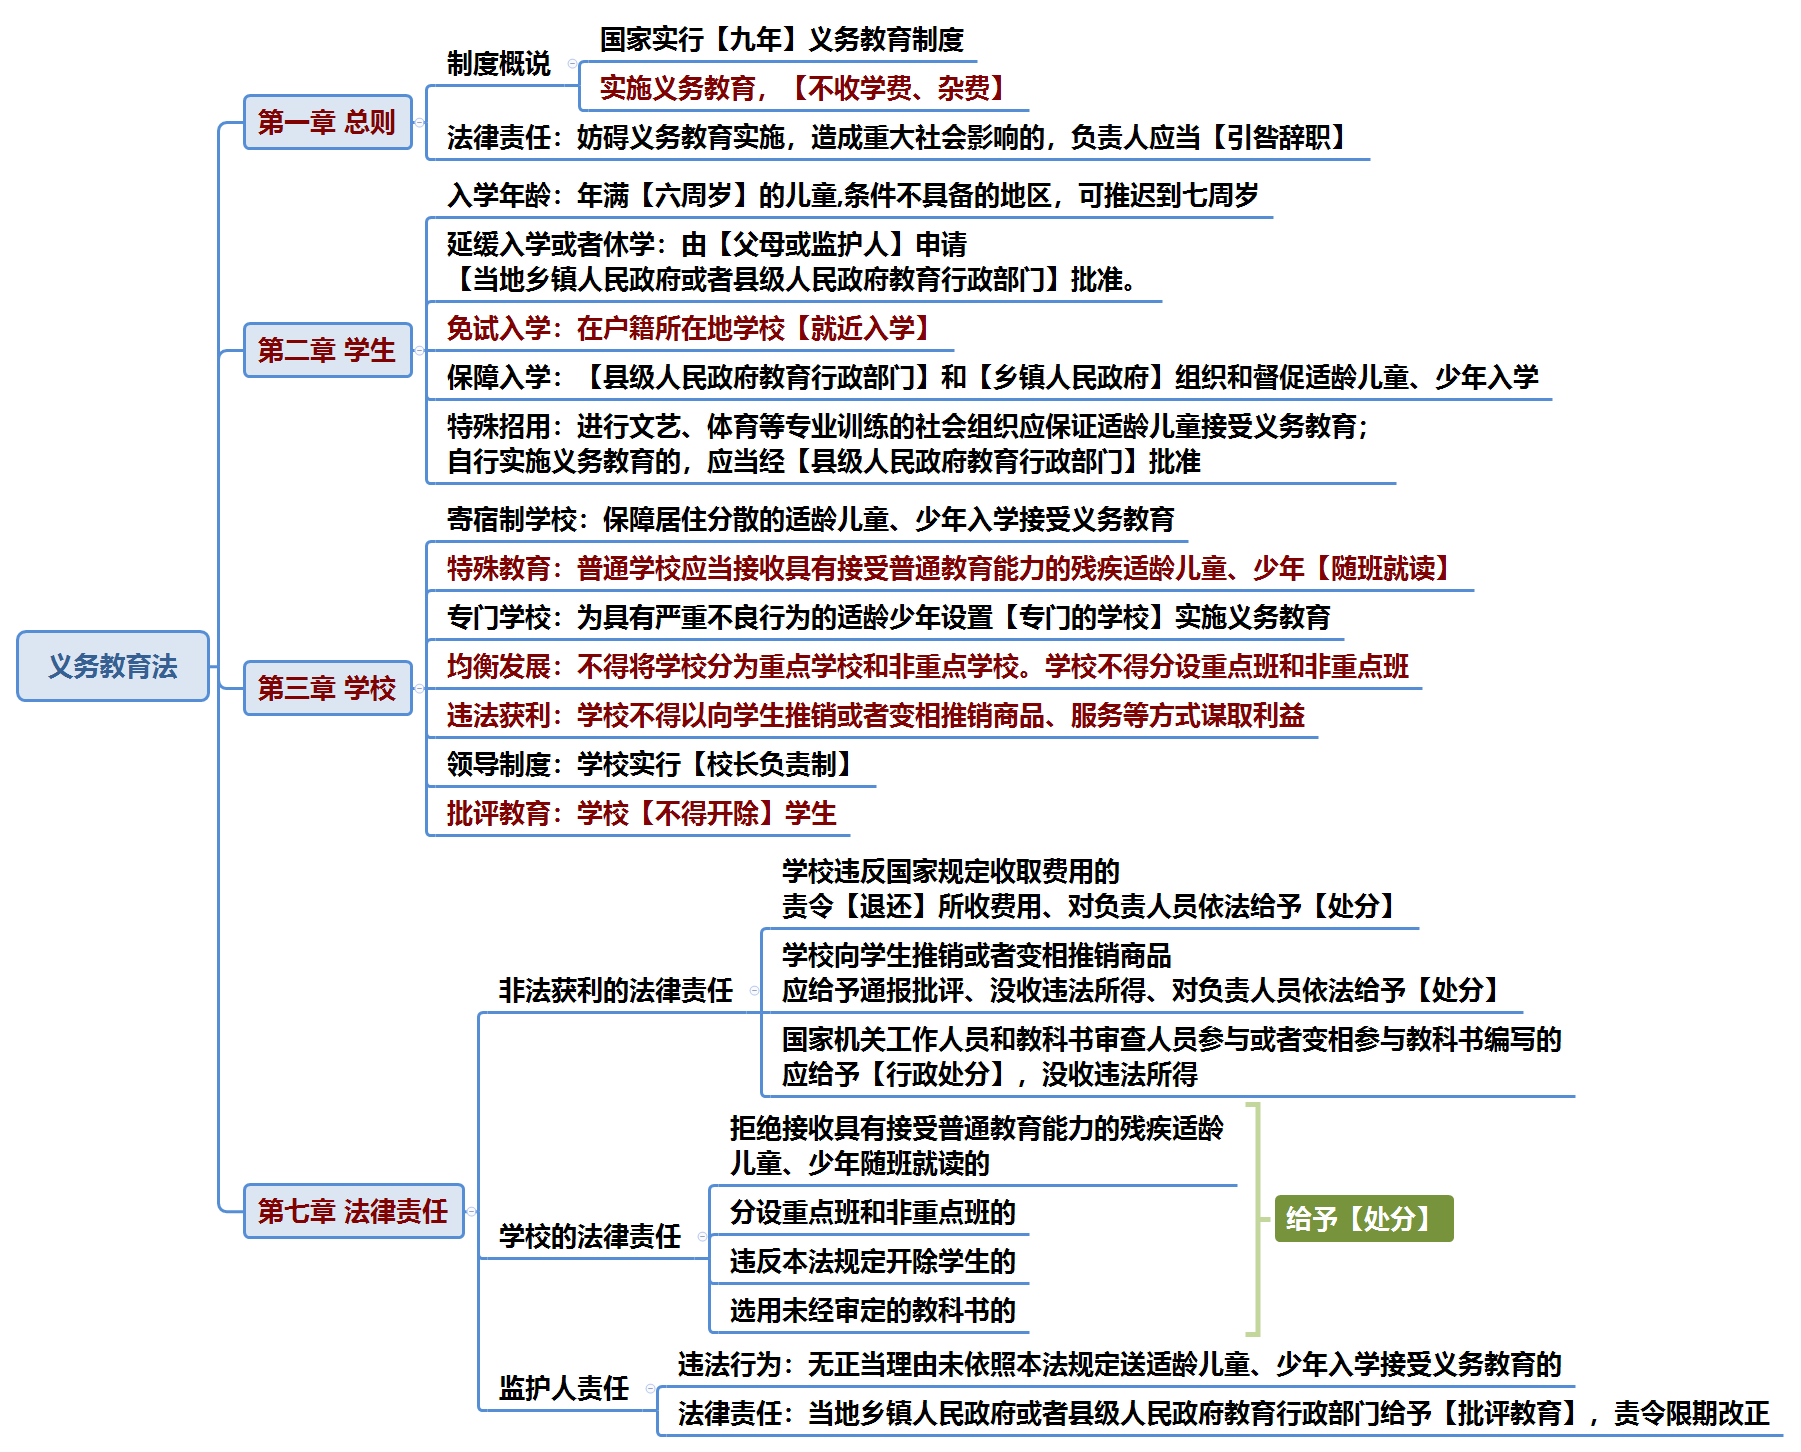 义务教育法
第一章 总则
制度概说
国家实行【九年】义务教育制度
实施义务教育，【不收学费、杂费】
法律责任：妨碍义务教育实施，造成重大社会影响的，负责人应当【引咎辞职】
第二章 学生
入学年龄：年满【六周岁】的儿童,条件不具备的地区，可推迟到七周岁
延缓入学或者休学：由【父母或监护人】申请
【当地乡镇人民政府或者县级人民政府教育行政部门】批准。
免试入学：在户籍所在地学校【就近入学】
保障入学：【县级人民政府教育行政部门】和【乡镇人民政府】组织和督促适龄儿童、少年入学
特殊招用：进行文艺、体育等专业训练的社会组织应保证适龄儿童接受义务教育；
自行实施义务教育的，应当经【县级人民政府教育行政部门】批准
第三章 学校
寄宿制学校：保障居住分散的适龄儿童、少年入学接受义务教育
特殊教育：普通学校应当接收具有接受普通教育能力的残疾适龄儿童、少年【随班就读】
专门学校：为具有严重不良行为的适龄少年设置【专门的学校】实施义务教育
均衡发展：不得将学校分为重点学校和非重点学校。学校不得分设重点班和非重点班
违法获利：学校不得以向学生推销或者变相推销商品、服务等方式谋取利益
领导制度：学校实行【校长负责制】
批评教育：学校【不得开除】学生
第七章 法律责任
非法获利的法律责任
学校违反国家规定收取费用的
责令【退还】所收费用、对负责人员依法给予【处分】
学校向学生推销或者变相推销商品
应给予通报批评、没收违法所得、对负责人员依法给予【处分】
国家机关工作人员和教科书审查人员参与或者变相参与教科书编写的
应给予【行政处分】，没收违法所得
学校的法律责任
拒绝接收具有接受普通教育能力的残疾适龄
儿童、少年随班就读的
分设重点班和非重点班的
违反本法规定开除学生的
选用未经审定的教科书的
给予【处分】
监护人责任
违法行为：无正当理由未依照本法规定送适龄儿童、少年入学接受义务教育的
法律责任：当地乡镇人民政府或者县级人民政府教育行政部门给予【批评教育】，责令限期改正